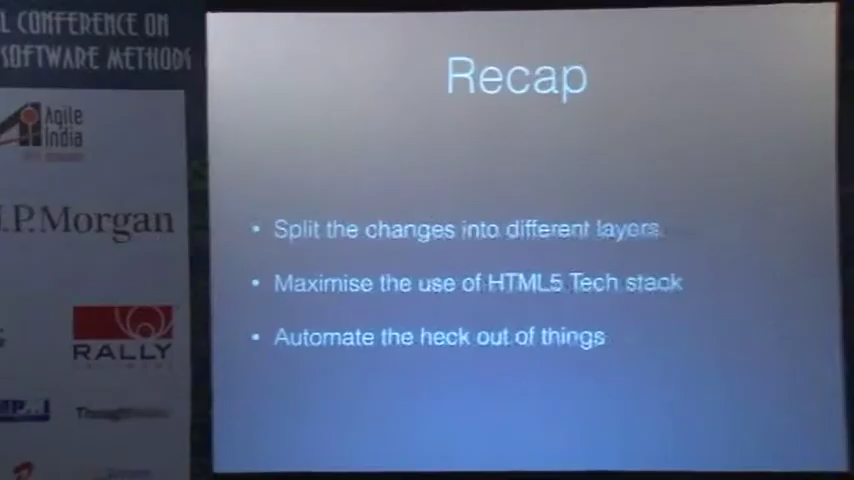 L CONFERENCE ON
SOFTWARE METHODS
Agile
India
J.P.Morgan
RALLY
Recap
• Split the changes into different layers
• Maximise the use of HTML5 Tech stack
• Automate the heck out of things